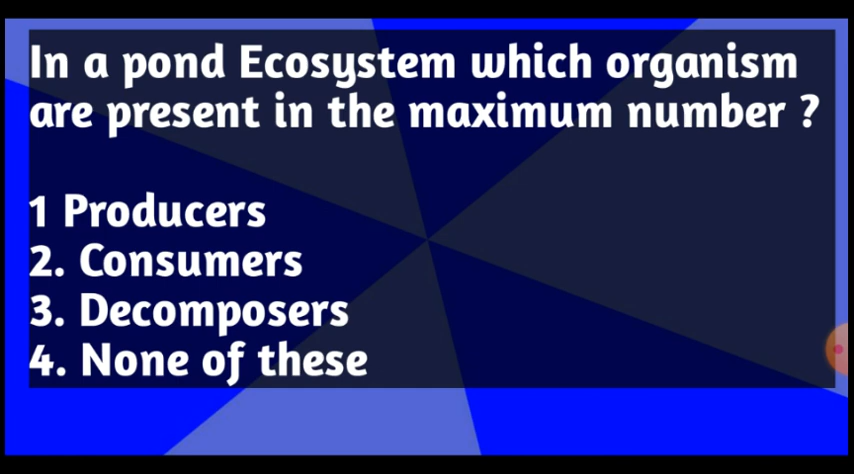 In a pond Ecosystem which organism
are present in the maximum number ?
1 Producers
2. Consumers
3. Decomposers
4. None of these